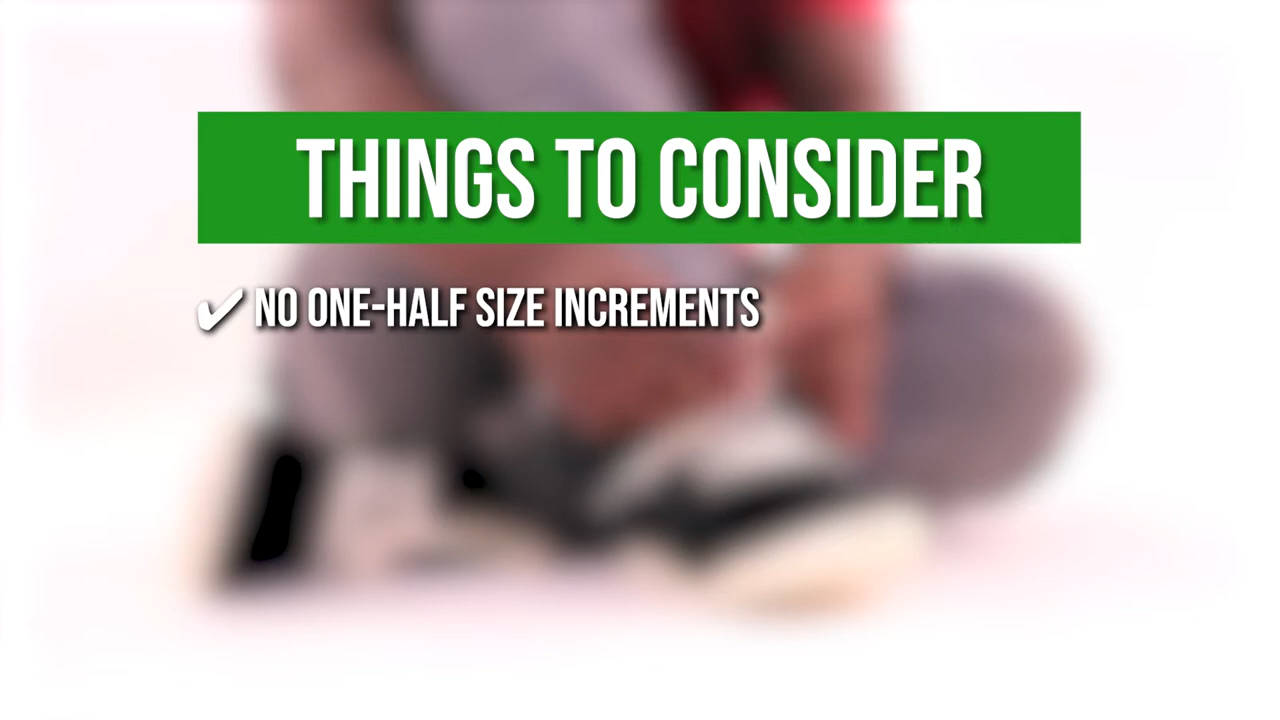 THINGS TO CONSIDER
✔ NO ONE-HALF SIZE INCREMENTS